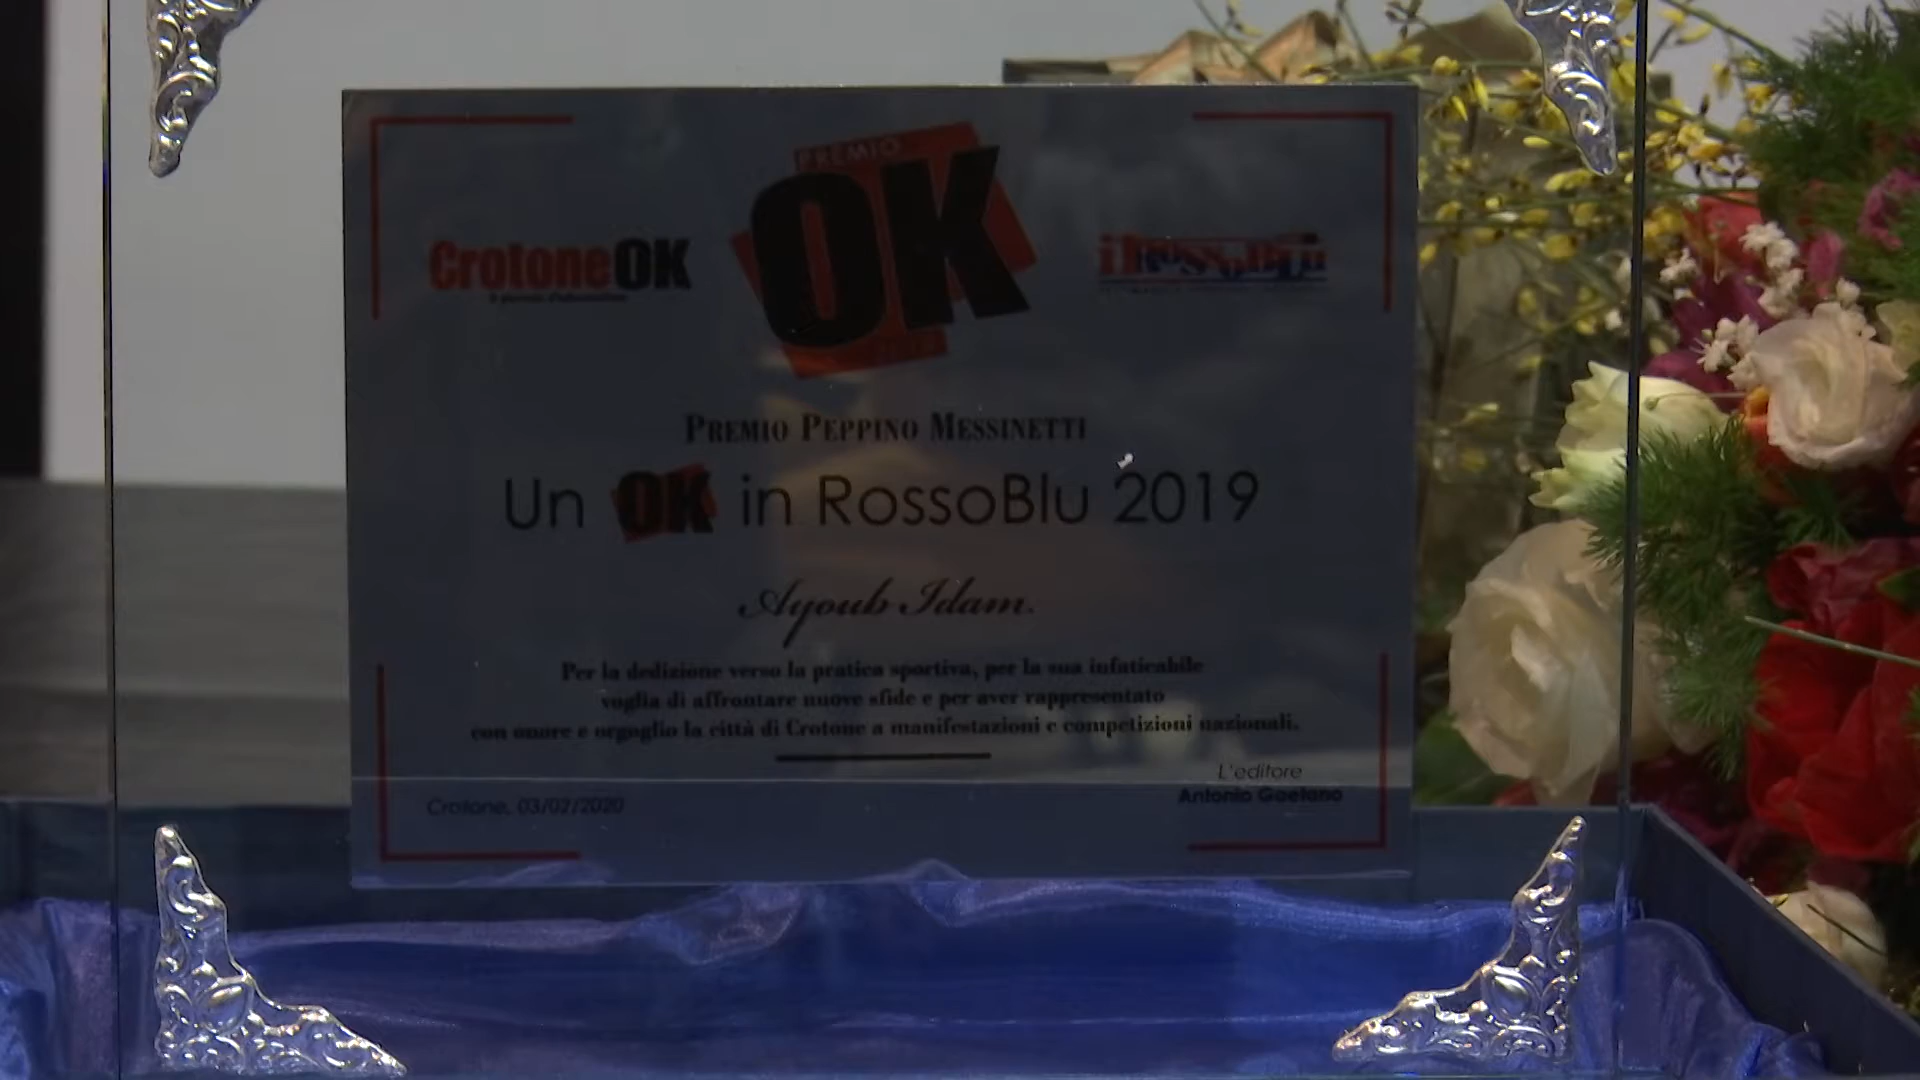 PREMIO
OK
CrotoneOK
ilRossoBlu
PREMIO PEPPINO MESSINETTI
Un OK in RossoBlu 2019
Ayoub Idam
Per la dedizione verso la pratica sportiva, per la sua infaticabile
voglia di affrontare nuove sfide e per aver rappresentato
con onore e orgoglio la città di Crotone a manifestazioni e competizioni nazionali.
L'editore
Crotone, 03/02/2020
Antonio Gaetano